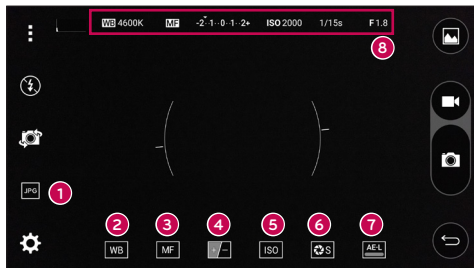 WB 4600K MF -2··1···0···1···2+ ISO 2000 1/15s F 1.8
8
JPG 1
2 3 4 5 6 7
WB MF +/- ISO S AE-L